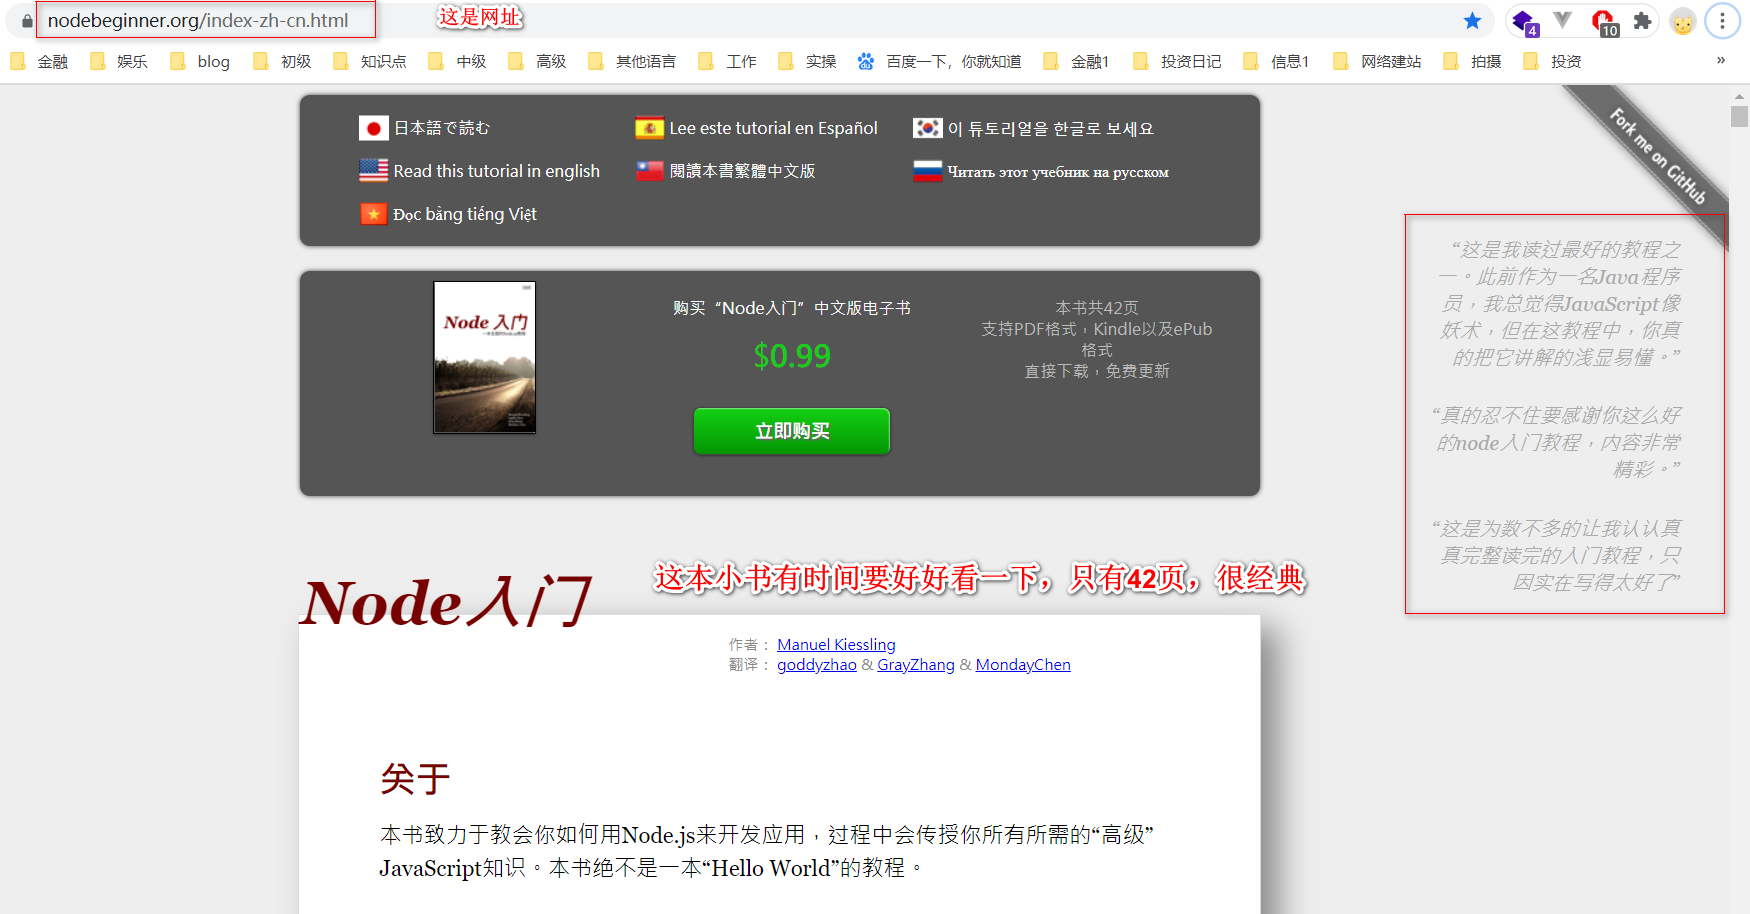 nodebeginner.org/index-zh-cn.html
这是网址
4
10
金融 娱乐 blog 初级 知识点 中级 高级 其他语言 工作 实操 百度一下，你就知道 金融1 投资日记 信息1 网络建站 拍摄 投资 »
日本語で読む
Lee este tutorial en Español
이 튜토리얼을 한글로 보세요
Read this tutorial in english
閱讀本書繁體中文版
Читать этот учебник на русском
Đọc bằng tiếng Việt
Fork me on GitHub
Node 入门
购买“Node入门”中文版电子书
$0.99
立即购买
本书共42页
支持PDF格式，Kindle以及ePub
格式
直接下载，免费更新
“这是我读过最好的教程之
一。此前作为一名Java程序
员，我总觉得JavaScript像
妖术，但在这教程中，你真
的把它讲解的浅显易懂。”
“真的忍不住要感谢你这么好
的node入门教程，内容非常
精彩。”
“这是为数不多的让我认认真
真完整读完的入门教程，只
因实在写得太好了”
这本小书有时间要好好看一下，只有42页，很经典
Node入门
作者： Manuel Kiessling
翻译： goddyzhao & GrayZhang & MondayChen
关于
本书致力于教会你如何用Node.js来开发应用，过程中会传授你所有所需的“高级”
JavaScript知识。本书绝不是一本“Hello World”的教程。